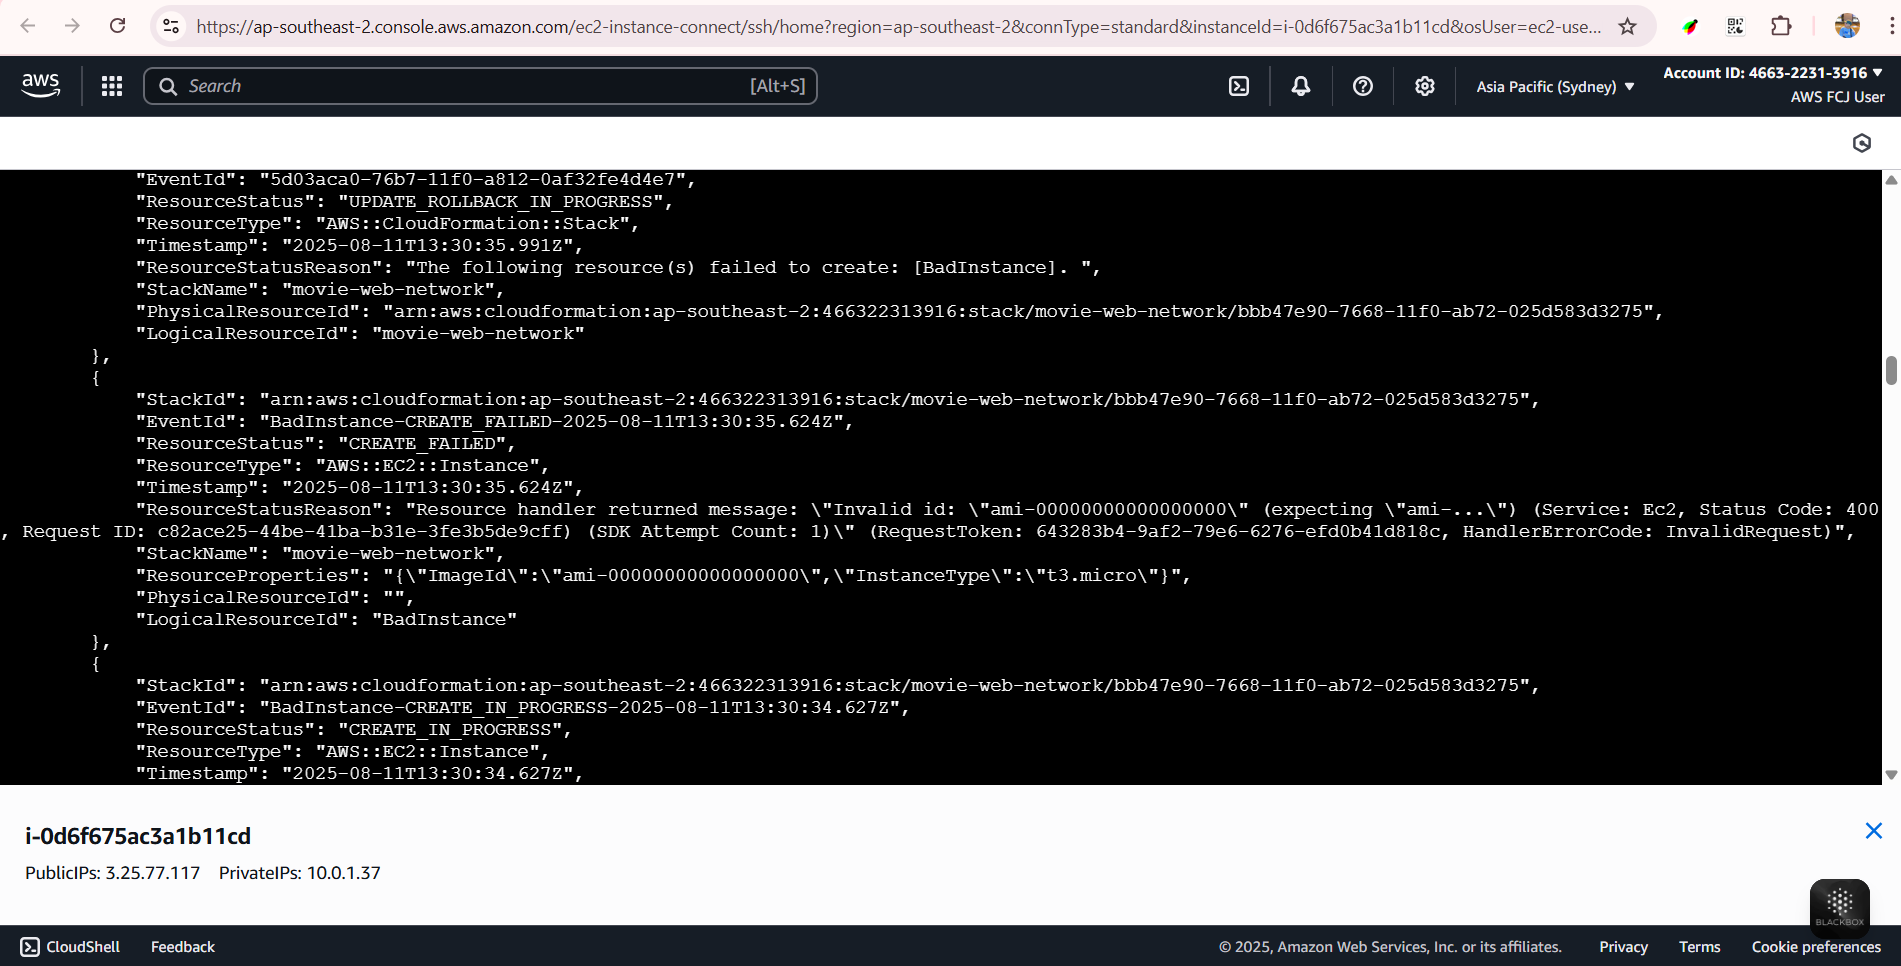 https://ap-southeast-2.console.aws.amazon.com/ec2-instance-connect/ssh/home?region=ap-southeast-2&connType=standard&instanceId=i-0d6f675ac3a1b11cd&osUser=ec2-use...
aws
Search
[Alt+S]
Asia Pacific (Sydney)
Account ID: 4663-2231-3916
AWS FCJ User
"EventId": "5d03aca0-76b7-11f0-a812-0af32fe4d4e7",
"ResourceStatus": "UPDATE_ROLLBACK_IN_PROGRESS",
"ResourceType": "AWS::CloudFormation::Stack",
"Timestamp": "2025-08-11T13:30:35.991Z",
"ResourceStatusReason": "The following resource(s) failed to create: [BadInstance]. ",
"StackName": "movie-web-network",
"PhysicalResourceId": "arn:aws:cloudformation:ap-southeast-2:466322313916:stack/movie-web-network/bbb47e90-7668-11f0-ab72-025d583d3275",
"LogicalResourceId": "movie-web-network"
},
{
"StackId": "arn:aws:cloudformation:ap-southeast-2:466322313916:stack/movie-web-network/bbb47e90-7668-11f0-ab72-025d583d3275",
"EventId": "BadInstance-CREATE_FAILED-2025-08-11T13:30:35.624Z",
"ResourceStatus": "CREATE_FAILED",
"ResourceType": "AWS::EC2::Instance",
"Timestamp": "2025-08-11T13:30:35.624Z",
"ResourceStatusReason": "Resource handler returned message: \"Invalid id: \"ami-00000000000000000\" (expecting \"ami-...\") (Service: Ec2, Status Code: 400
, Request ID: c82ace25-44be-41ba-b31e-3fe3b5de9cff) (SDK Attempt Count: 1)\" (RequestToken: 643283b4-9af2-79e6-6276-efd0b41d818c, HandlerErrorCode: InvalidRequest)",
"StackName": "movie-web-network",
"ResourceProperties": "{\"ImageId\":\"ami-00000000000000000\",\"InstanceType\":\"t3.micro\"}",
"PhysicalResourceId": "",
"LogicalResourceId": "BadInstance"
},
{
"StackId": "arn:aws:cloudformation:ap-southeast-2:466322313916:stack/movie-web-network/bbb47e90-7668-11f0-ab72-025d583d3275",
"EventId": "BadInstance-CREATE_IN_PROGRESS-2025-08-11T13:30:34.627Z",
"ResourceStatus": "CREATE_IN_PROGRESS",
"ResourceType": "AWS::EC2::Instance",
"Timestamp": "2025-08-11T13:30:34.627Z",
i-0d6f675ac3a1b11cd
PublicIPs: 3.25.77.117 PrivateIPs: 10.0.1.37
BLACKBOX
CloudShell Feedback © 2025, Amazon Web Services, Inc. or its affiliates. Privacy Terms Cookie preferences